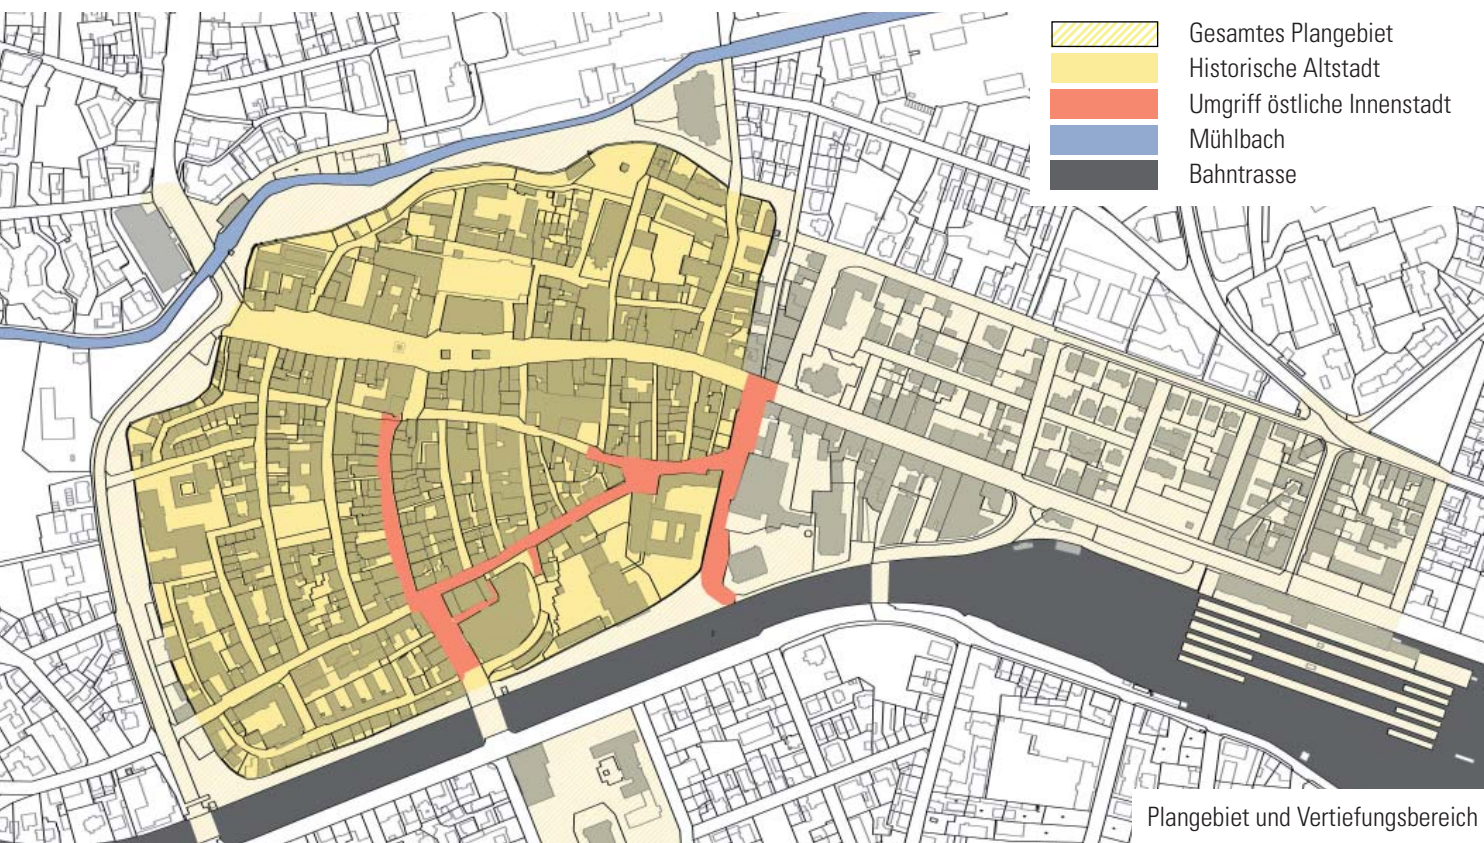 Gesamtes Plangebiet
Historische Altstadt
Umgriff östliche Innenstadt
Mühlbach
Bahntrasse
Plangebiet und Vertiefungsbereich